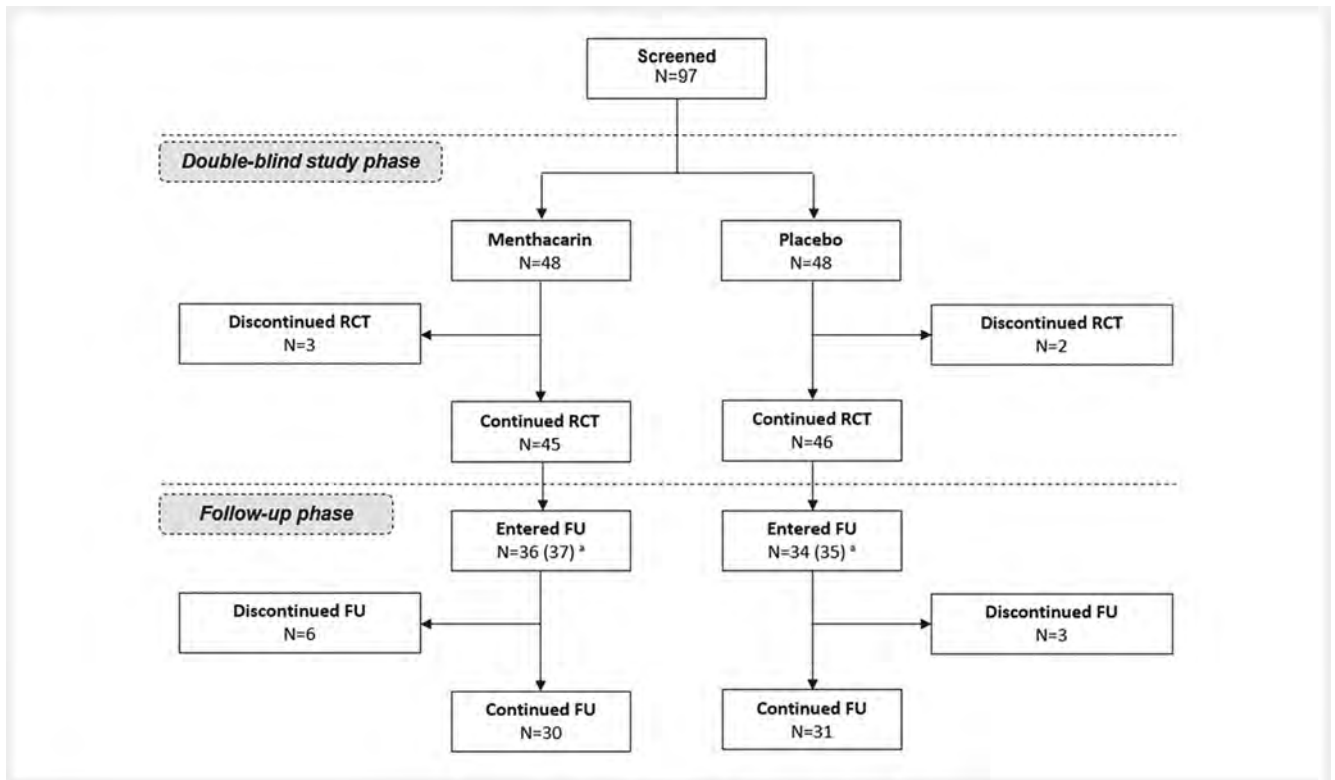 Screened
N=97
Double-blind study phase
Menthacarin
N=48
Placebo
N=48
Discontinued RCT
N=3
Discontinued RCT
N=2
Continued RCT
N=45
Continued RCT
N=46
Follow-up phase
Entered FU
N=36 (37) ª
Entered FU
N=34 (35) ª
Discontinued FU
N=6
Discontinued FU
N=3
Continued FU
N=30
Continued FU
N=31